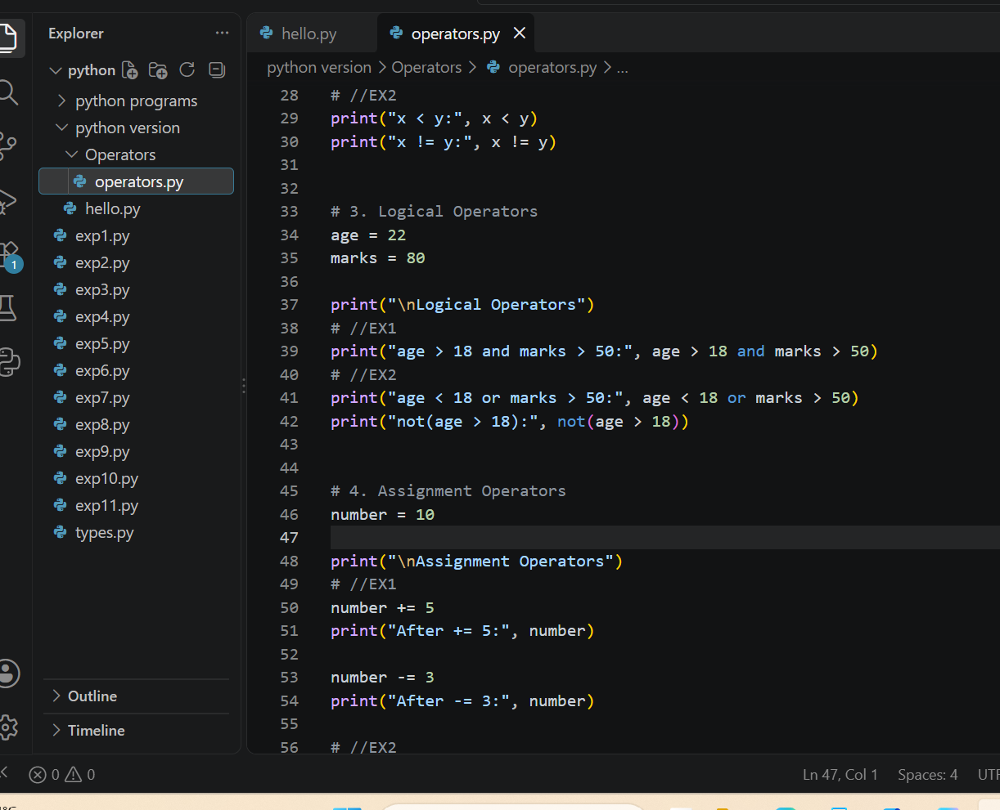 Explorer
python
python programs
python version
Operators
operators.py
hello.py
exp1.py
exp2.py
exp3.py
exp4.py
exp5.py
exp6.py
exp7.py
exp8.py
exp9.py
exp10.py
exp11.py
types.py
Outline
Timeline
1
hello.py
operators.py
python version > Operators > operators.py > ...
28 # //EX2
29 print("x < y:", x < y)
30 print("x != y:", x != y)
31
32
33 # 3. Logical Operators
34 age = 22
35 marks = 80
36
37 print("\nLogical Operators")
38 # //EX1
39 print("age > 18 and marks > 50:", age > 18 and marks > 50)
40 # //EX2
41 print("age < 18 or marks > 50:", age < 18 or marks > 50)
42 print("not(age > 18):", not(age > 18))
43
44
45 # 4. Assignment Operators
46 number = 10
47
48 print("\nAssignment Operators")
49 # //EX1
50 number += 5
51 print("After += 5:", number)
52
53 number -= 3
54 print("After -= 3:", number)
55
56 # //EX2
0 0
Ln 47, Col 1 Spaces: 4 UTF